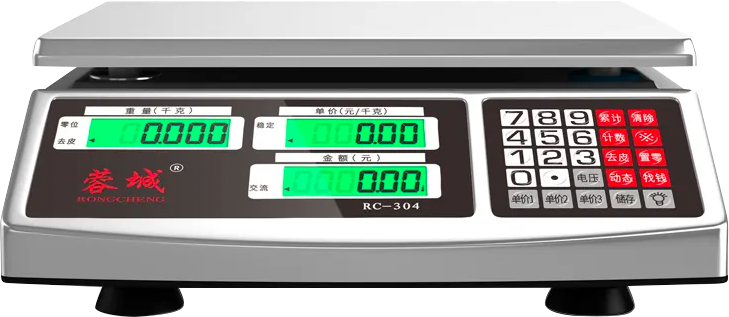 重量(千克)
单价(元/千克)
零位
去皮
0.000
稳定
0.00
金额(元)
交流
0.00
蓉城®
RONGCHENG
RC-304
7 8 9 累计 清除
4 5 6 计数 ※
1 2 3 去皮 置零
0 · 电压 动态 找钱
单价1 单价2 单价3 储存